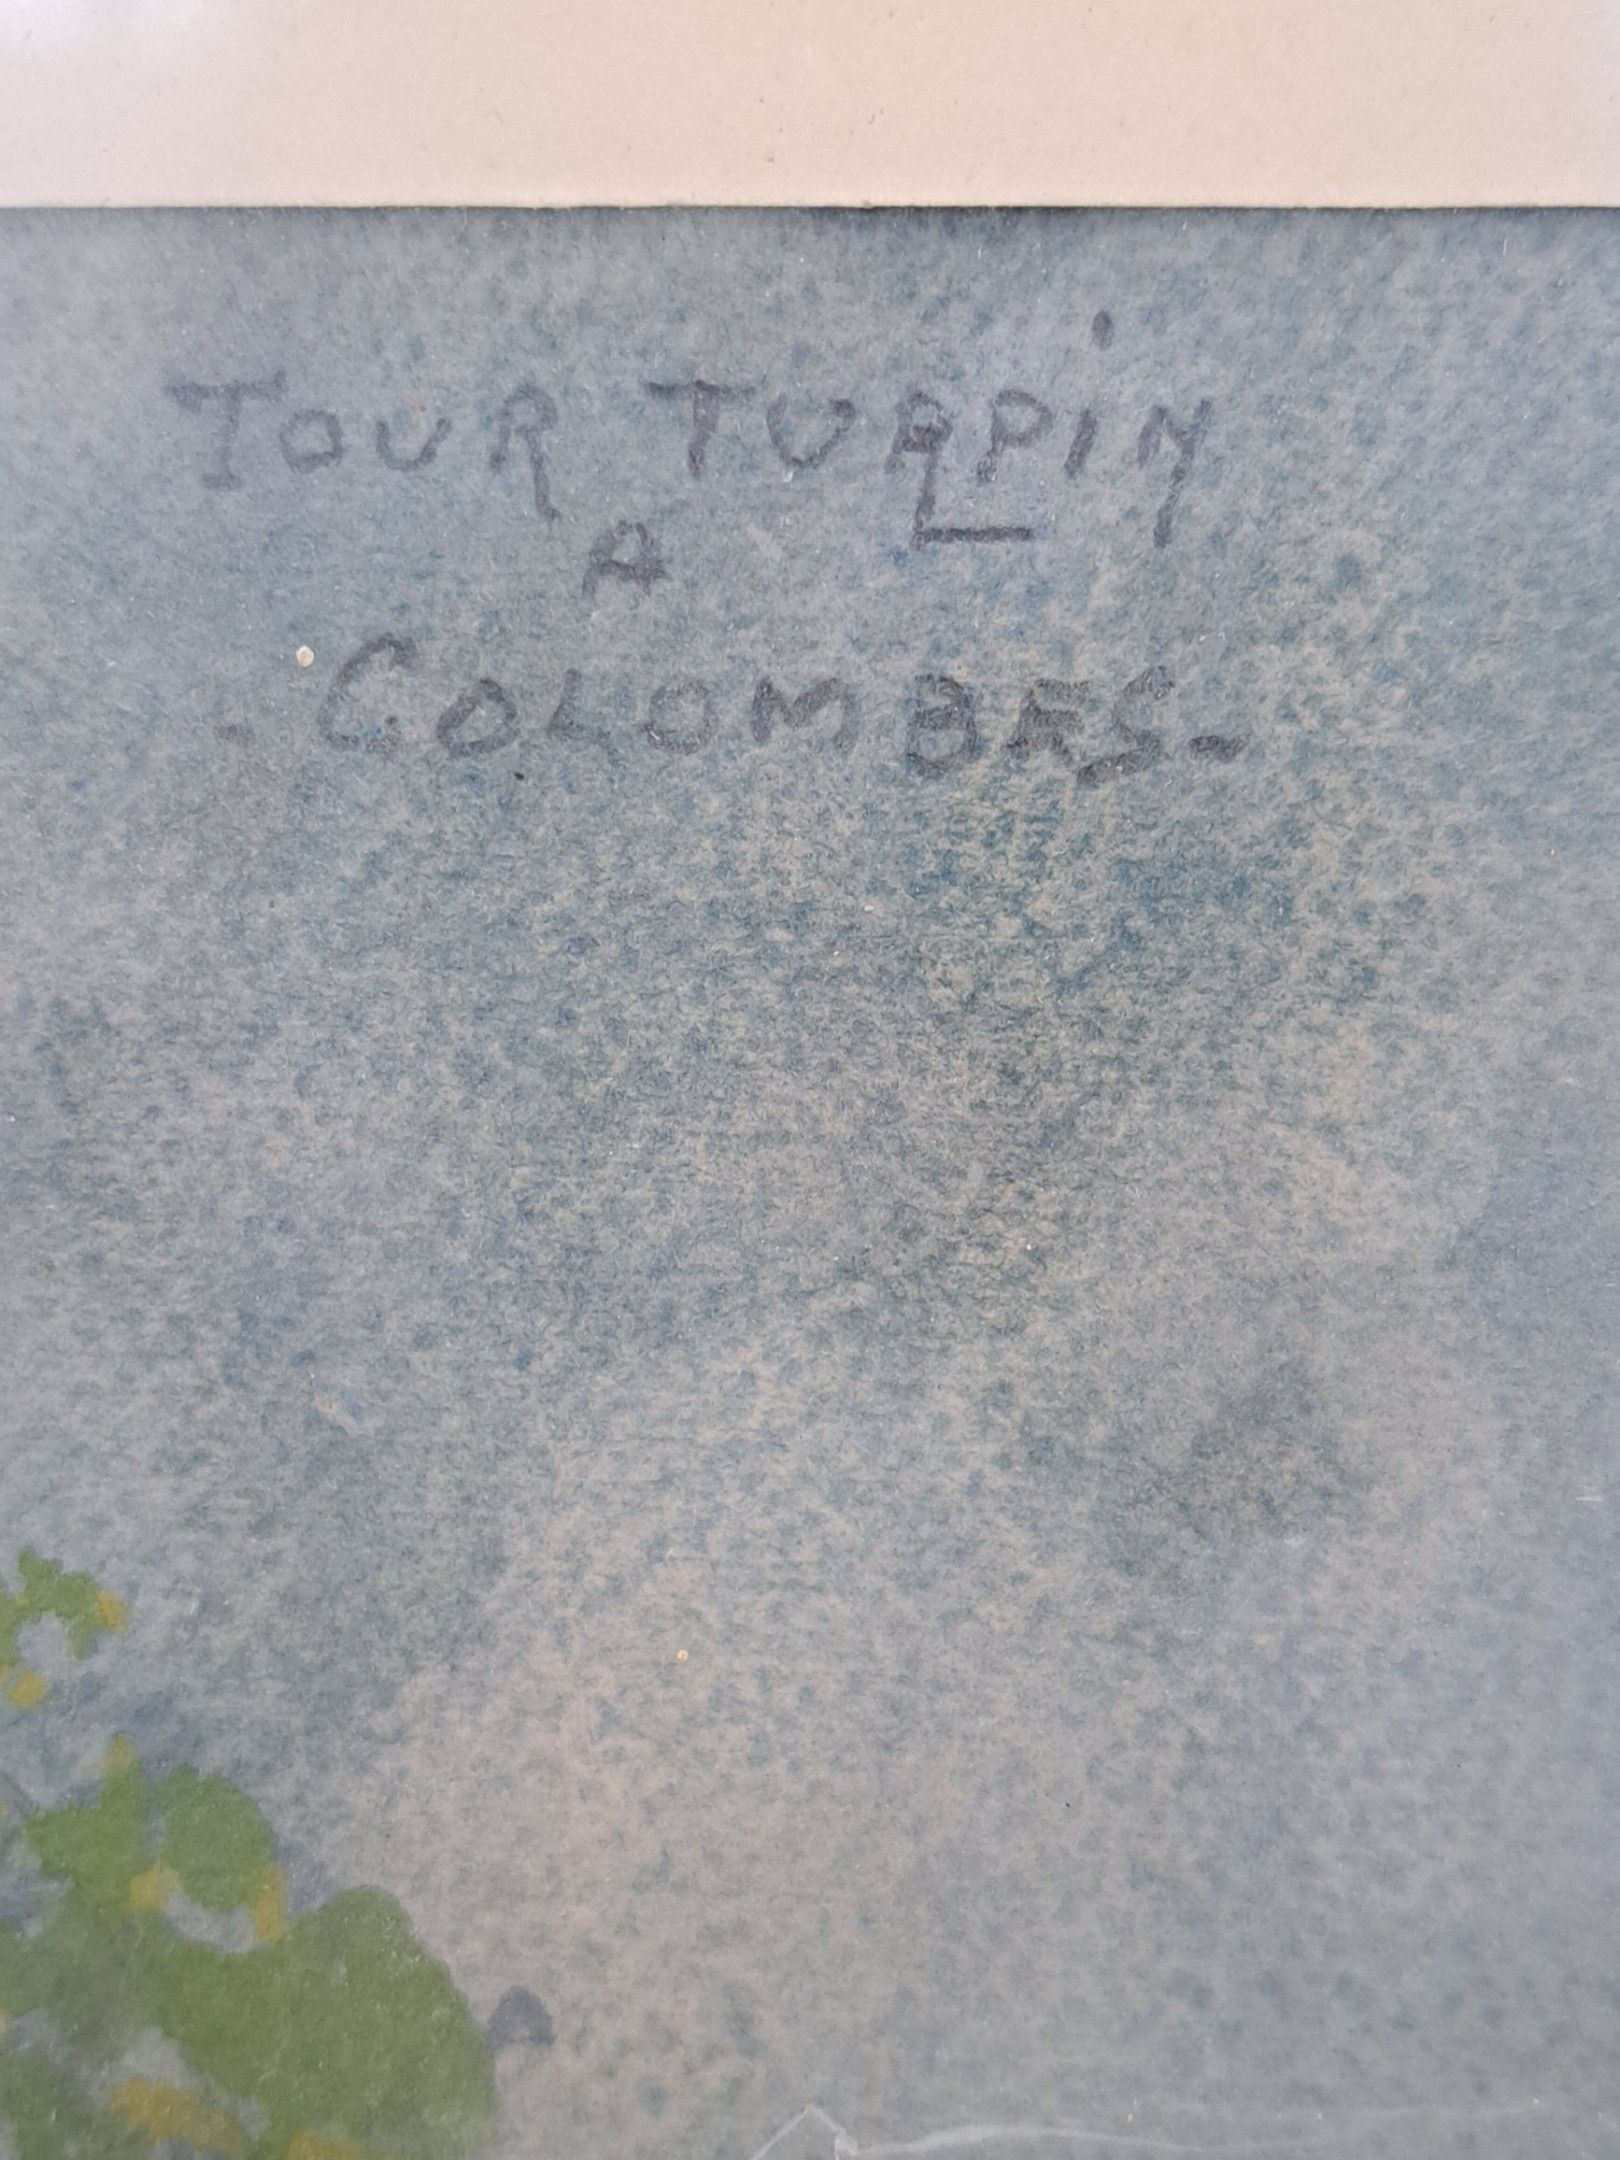 TOUR TURPiN
A
- COLOMBES -